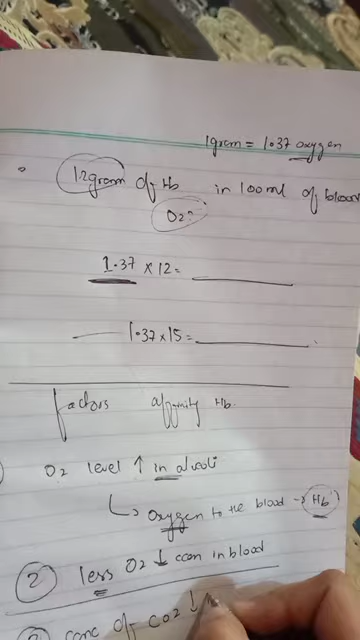 1gram = 1.37 oxygen
12gram of Hb in 100ml of blood
O2?
1.37 × 12 =
1.37 × 15 =
factors affinity Hb.
O2 level ↑ in alveoli
↳ oxygen to the blood → Hb
② less O2 ↓ con in blood
conc of CO2 ↓